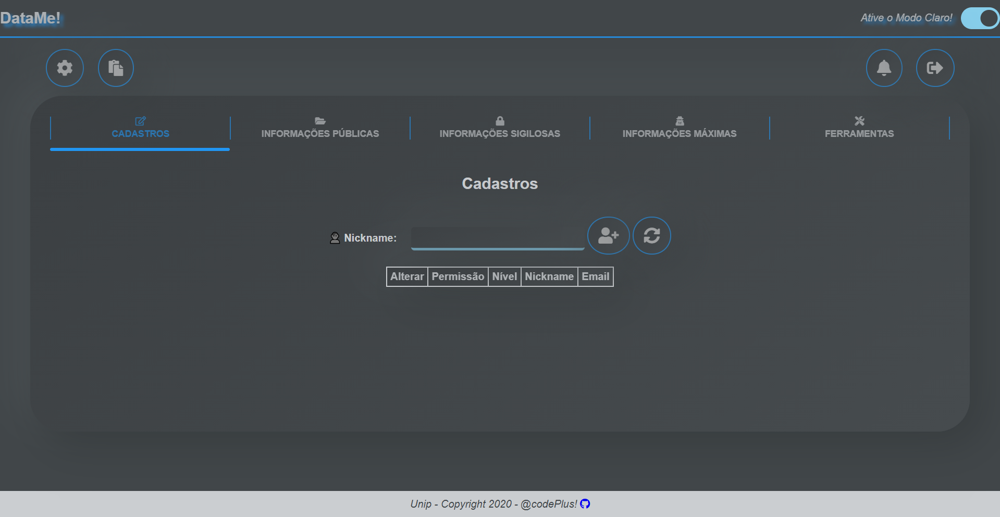 DataMe!
Ative o Modo Claro!
CADASTROS
INFORMAÇÕES PÚBLICAS
INFORMAÇÕES SIGILOSAS
INFORMAÇÕES MÁXIMAS
FERRAMENTAS
Cadastros
Nickname:
Alterar Permissão Nível Nickname Email
Unip - Copyright 2020 - @codePlus!